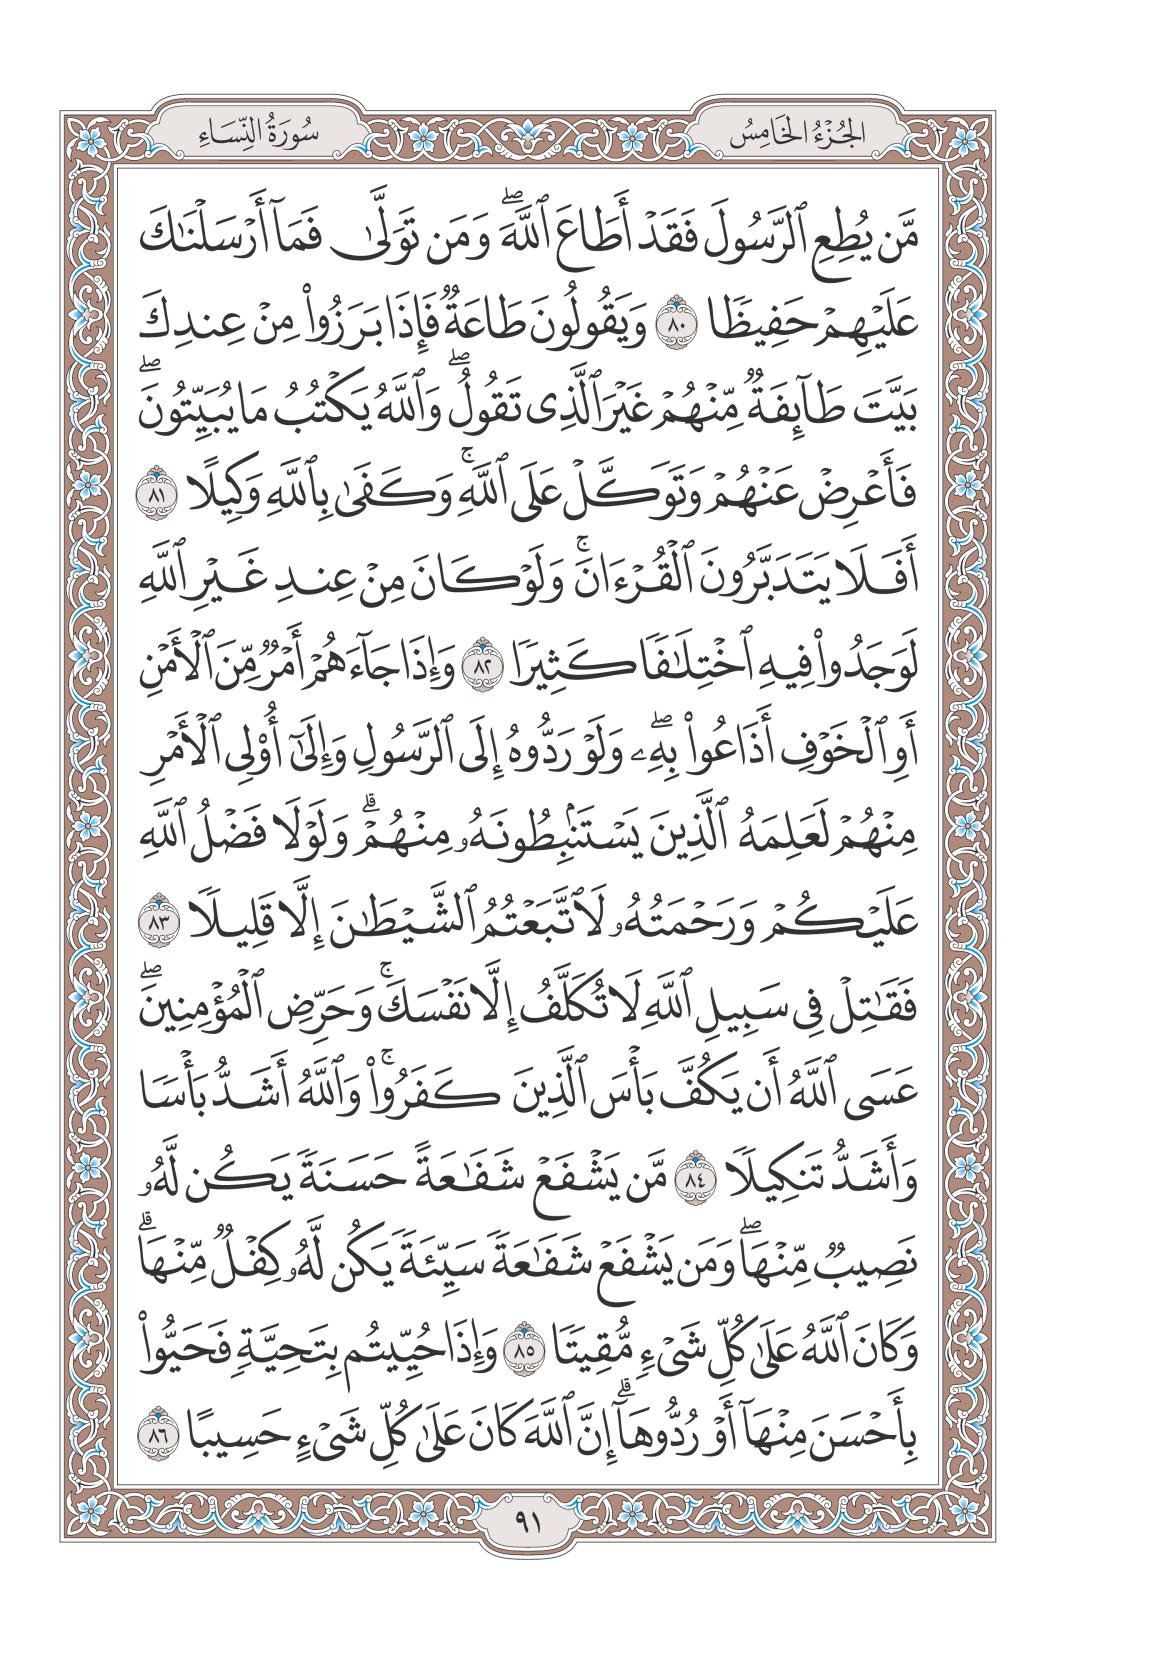 الجُزْءُ الخَامِسُ
سُورَةُ النِّسَاءِ
مَّن يُطِعِ ٱلرَّسُولَ فَقَدْ أَطَاعَ ٱللَّهَۖ وَمَن تَوَلَّىٰ فَمَآ أَرْسَلْنَٰكَ
عَلَيْهِمْ حَفِيظٗا ٨٠ وَيَقُولُونَ طَاعَةٞ فَإِذَا بَرَزُواْ مِنْ عِندِكَ
بَيَّتَ طَآئِفَةٞ مِّنْهُمْ غَيْرَ ٱلَّذِي تَقُولُۖ وَٱللَّهُ يَكْتُبُ مَا يُبَيِّتُونَۖ
فَأَعْرِضْ عَنْهُمْ وَتَوَكَّلْ عَلَى ٱللَّهِۚ وَكَفَىٰ بِٱللَّهِ وَكِيلًا ٨١
أَفَلَا يَتَدَبَّرُونَ ٱلْقُرْءَانَۚ وَلَوْ كَانَ مِنْ عِندِ غَيْرِ ٱللَّهِ
لَوَجَدُواْ فِيهِ ٱخْتِلَٰفٗا كَثِيرٗا ٨٢ وَإِذَا جَآءَهُمْ أَمْرٞ مِّنَ ٱلْأَمْنِ
أَوِ ٱلْخَوْفِ أَذَاعُواْ بِهِۦۖ وَلَوْ رَدُّوهُ إِلَى ٱلرَّسُولِ وَإِلَىٰٓ أُوْلِي ٱلْأَمْرِ
مِنْهُمْ لَعَلِمَهُ ٱلَّذِينَ يَسْتَنۢبِطُونَهُۥ مِنْهُمْۗ وَلَوْلَا فَضْلُ ٱللَّهِ
عَلَيْكُمْ وَرَحْمَتُهُۥ لَٱتَّبَعْتُمُ ٱلشَّيْطَٰنَ إِلَّا قَلِيلٗا ٨٣
فَقَٰتِلْ فِي سَبِيلِ ٱللَّهِ لَا تُكَلَّفُ إِلَّا نَفْسَكَۚ وَحَرِّضِ ٱلْمُؤْمِنِينَۖ
عَسَى ٱللَّهُ أَن يَكُفَّ بَأْسَ ٱلَّذِينَ كَفَرُواْۚ وَٱللَّهُ أَشَدُّ بَأْسٗا
وَأَشَدُّ تَنكِيلٗا ٨٤ مَّن يَشْفَعْ شَفَٰعَةً حَسَنَةٗ يَكُن لَّهُۥ
نَصِيبٞ مِّنْهَاۖ وَمَن يَشْفَعْ شَفَٰعَةٗ سَيِّئَةٗ يَكُن لَّهُۥ كِفْلٞ مِّنْهَاۗ
وَكَانَ ٱللَّهُ عَلَىٰ كُلِّ شَيْءٖ مُّقِيتٗا ٨٥ وَإِذَا حُيِّيتُم بِتَحِيَّةٖ فَحَيُّواْ
بِأَحْسَنَ مِنْهَآ أَوْ رُدُّوهَآۗ إِنَّ ٱللَّهَ كَانَ عَلَىٰ كُلِّ شَيْءٍ حَسِيبًا ٨٦
٩١